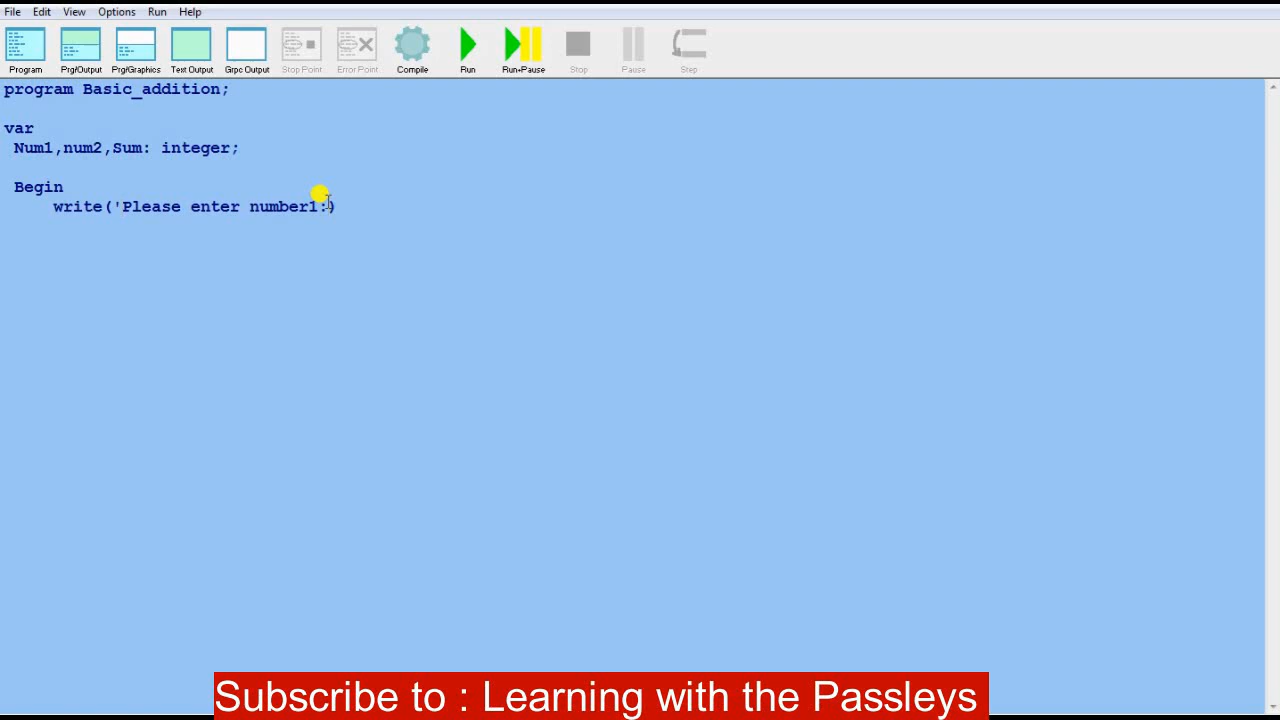 File Edit View Options Run Help
Program Prg/Output Prg/Graphics Text Output Grpc Output Stop Point Error Point Compile Run Run+Pause Stop Pause Step
program Basic_addition;
var
Num1,num2,Sum: integer;
Begin
write('Please enter number1:)
Subscribe to : Learning with the Passleys